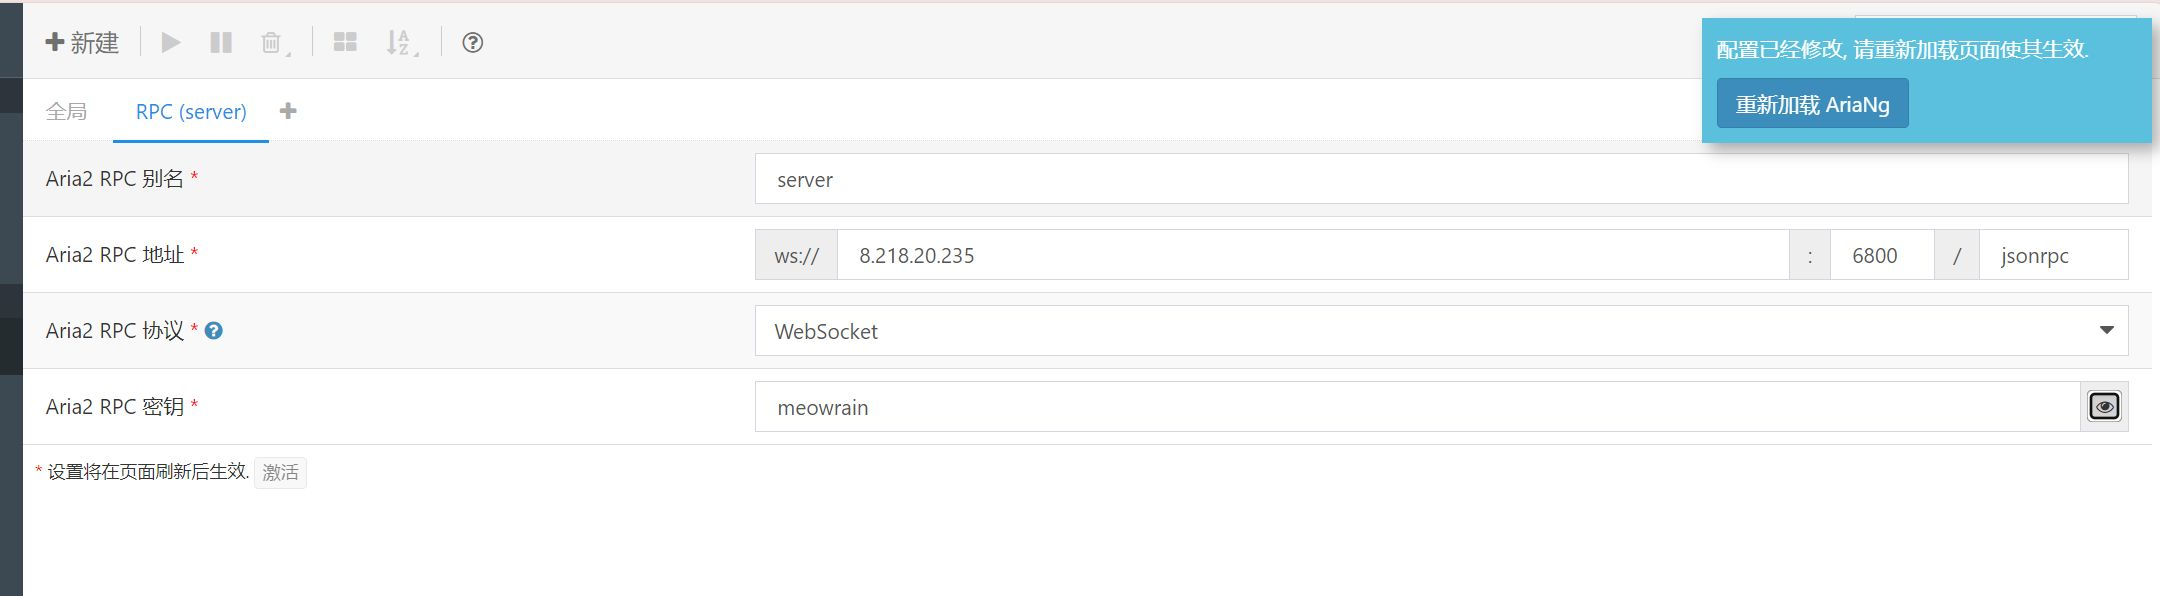 新建
配置已经修改, 请重新加载页面使其生效.
重新加载 AriaNg
全局 RPC (server)
Aria2 RPC 别名 * server
Aria2 RPC 地址 * ws:// 8.218.20.235 : 6800 / jsonrpc
Aria2 RPC 协议 * WebSocket
Aria2 RPC 密钥 * meowrain
* 设置将在页面刷新后生效. 激活